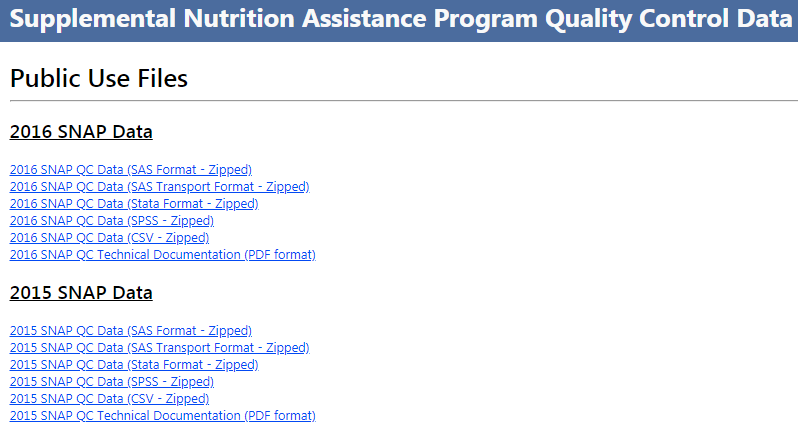 Supplemental Nutrition Assistance Program Quality Control Data
Public Use Files
2016 SNAP Data
2016 SNAP QC Data (SAS Format - Zipped)
2016 SNAP QC Data (SAS Transport Format - Zipped)
2016 SNAP QC Data (Stata Format - Zipped)
2016 SNAP QC Data (SPSS - Zipped)
2016 SNAP QC Data (CSV - Zipped)
2016 SNAP QC Technical Documentation (PDF format)
2015 SNAP Data
2015 SNAP QC Data (SAS Format - Zipped)
2015 SNAP QC Data (SAS Transport Format - Zipped)
2015 SNAP QC Data (Stata Format - Zipped)
2015 SNAP QC Data (SPSS - Zipped)
2015 SNAP QC Data (CSV - Zipped)
2015 SNAP QC Technical Documentation (PDF format)